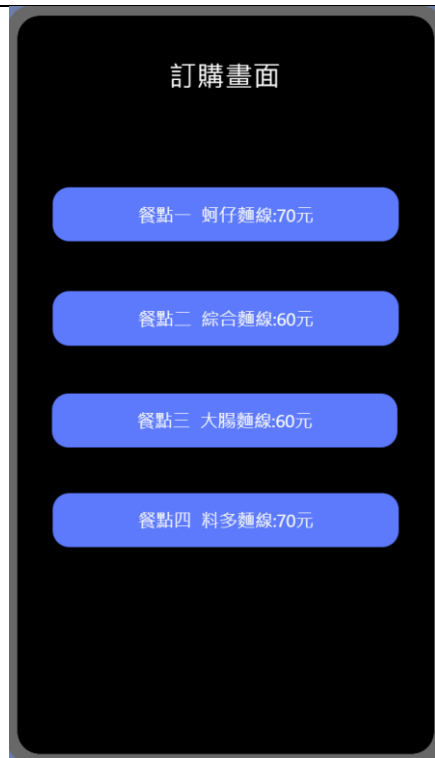 訂購畫面
餐點一 蚵仔麵線:70元
餐點二 綜合麵線:60元
餐點三 大腸麵線:60元
餐點四 料多麵線:70元